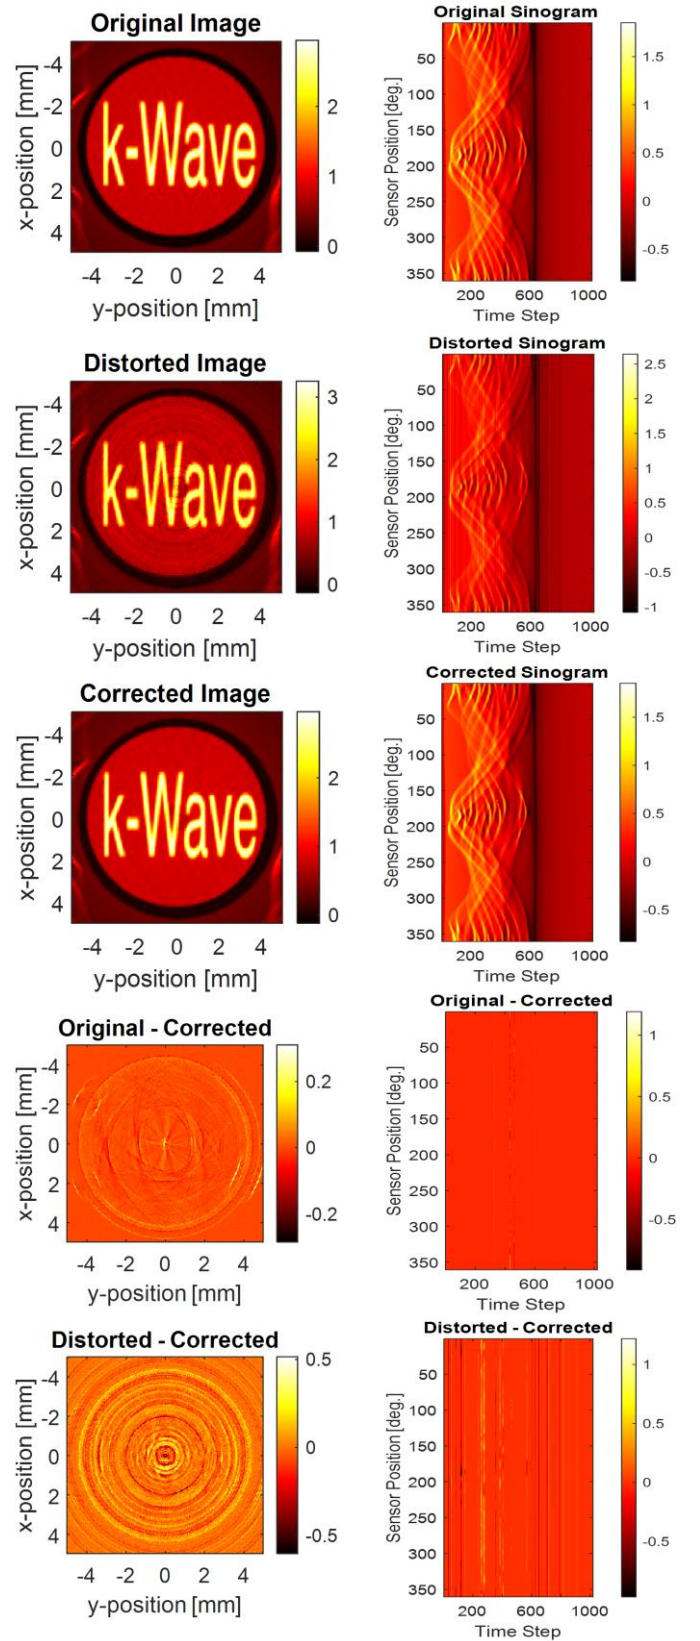 Original Image
-4
-2
0
2
4
x-position [mm]
k-Wave
2
1
0
-4 -2 0 2 4
y-position [mm]
Original Sinogram
50
100
150
200
250
300
350
Sensor Position [deg.]
1.5
1
0.5
0
-0.5
200 600 1000
Time Step
Distorted Image
-4
-2
0
2
4
x-position [mm]
k-Wave
3
2
1
0
-4 -2 0 2 4
y-position [mm]
Distorted Sinogram
50
100
150
200
250
300
350
Sensor Position [deg.]
2.5
2
1.5
1
0.5
0
-0.5
-1
200 600 1000
Time Step
Corrected Image
-4
-2
0
2
4
x-position [mm]
k-Wave
2
1
0
-4 -2 0 2 4
y-position [mm]
Corrected Sinogram
50
100
150
200
250
300
350
Sensor Position [deg.]
1.5
1
0.5
0
-0.5
200 600 1000
Time Step
Original - Corrected
-4
-2
0
2
4
x-position [mm]
0.2
0
-0.2
-4 -2 0 2 4
y-position [mm]
Original - Corrected
50
100
150
200
250
300
350
Sensor Position [deg.]
1
0.5
0
-0.5
200 600 1000
Time Step
Distorted - Corrected
-4
-2
0
2
4
x-position [mm]
0.5
0
-0.5
-4 -2 0 2 4
y-position [mm]
Distorted - Corrected
50
100
150
200
250
300
350
Sensor Position [deg.]
1
0.5
0
-0.5
200 600 1000
Time Step